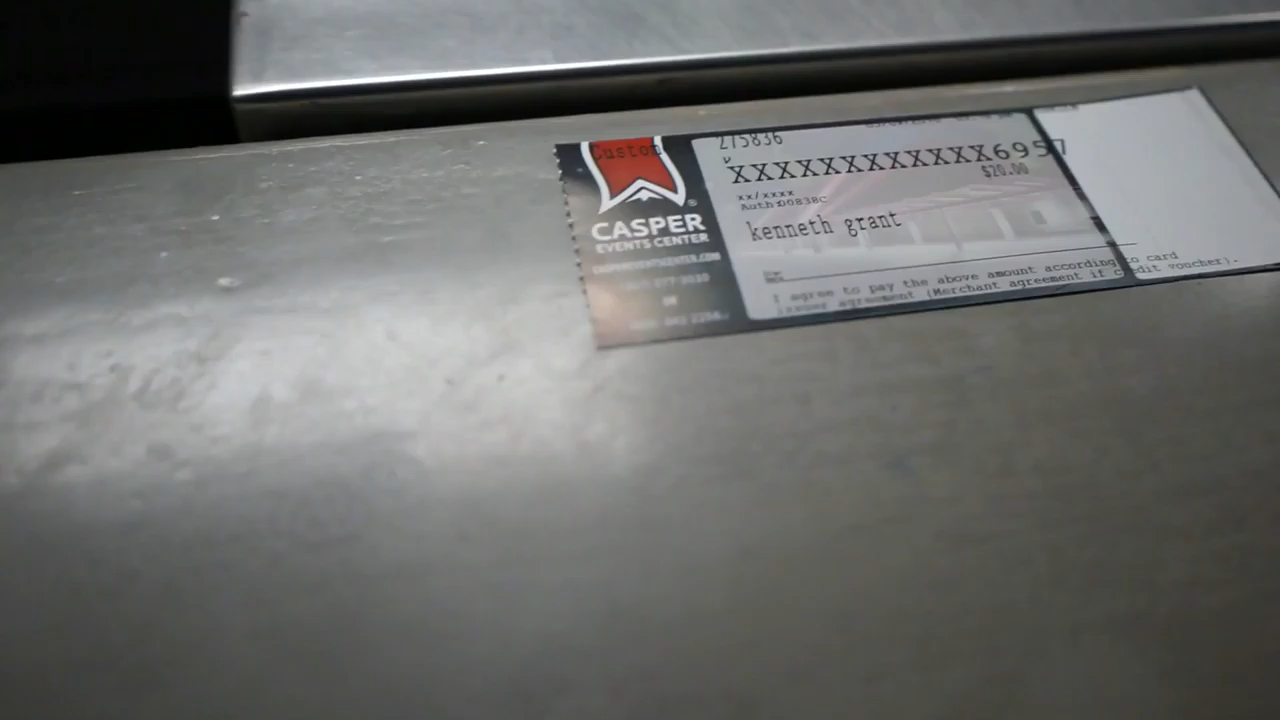 Custom
CASPER
EVENTS CENTER
275836
XXXXXXXXXXXX6957
$20.00
xx/xxxx
Auth:00838C
kenneth grant
I agree to pay the above amount according to card
issuer agreement (Merchant agreement if credit voucher).